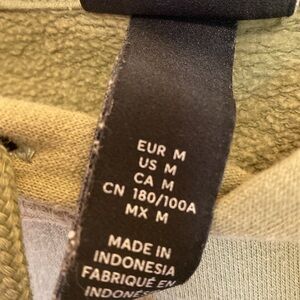 EUR M
US M
CA M
CN 180/100A
MX M
MADE IN
INDONESIA
FABRIQUÉ EN